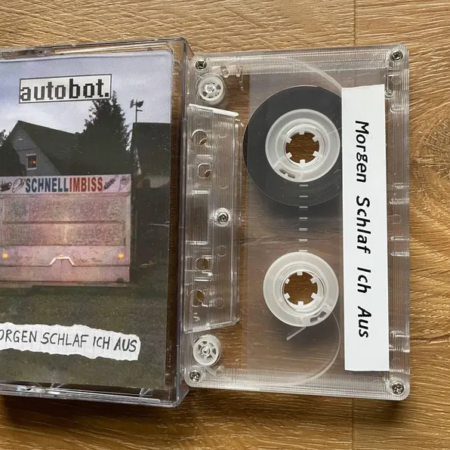 autobot.
SCHNELLIMBISS
MORGEN SCHLAF ICH AUS
Morgen Schlaf Ich Aus